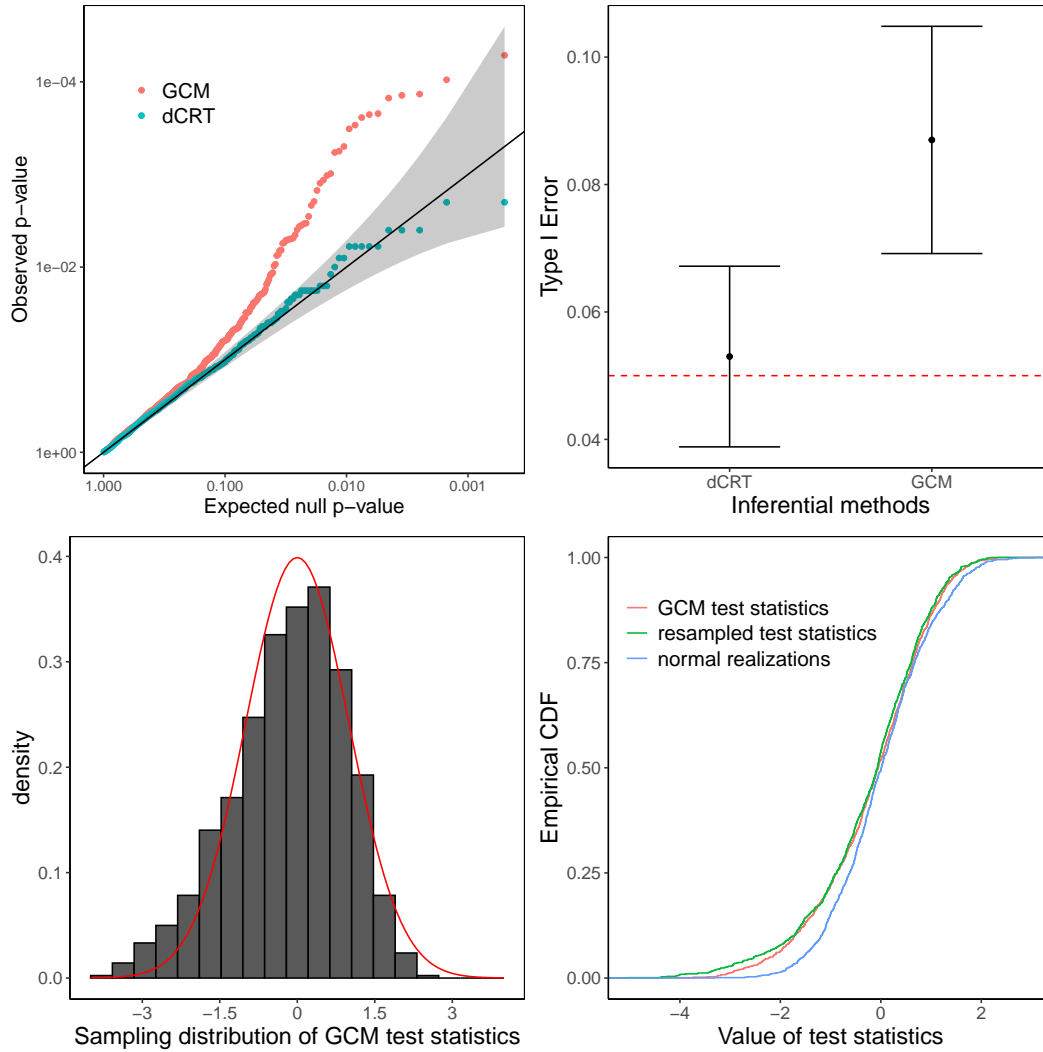 1e−04
1e−02
1e+00
Observed p−value
GCM
dCRT
1.000
0.100
0.010
0.001
Expected null p−value
0.10
0.08
0.06
0.04
Type I Error
dCRT
GCM
Inferential methods
0.4
0.3
0.2
0.1
0.0
density
−3
−1.5
0
1.5
3
Sampling distribution of GCM test statistics
1.00
0.75
0.50
0.25
0.00
Empirical CDF
GCM test statistics
resampled test statistics
normal realizations
−4
−2
0
2
Value of test statistics